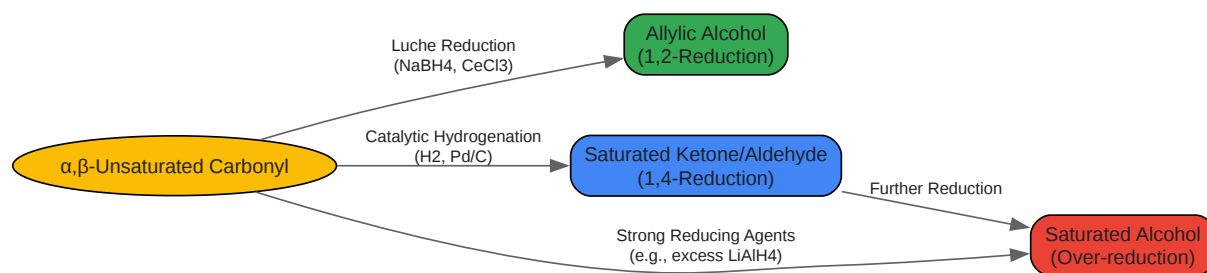 Luche Reduction
(NaBH4, CeCl3)
Allylic Alcohol
(1,2-Reduction)
α,β-Unsaturated Carbonyl
Catalytic Hydrogenation
(H2, Pd/C)
Saturated Ketone/Aldehyde
(1,4-Reduction)
Further Reduction
Strong Reducing Agents
(e.g., excess LiAlH4)
Saturated Alcohol
(Over-reduction)